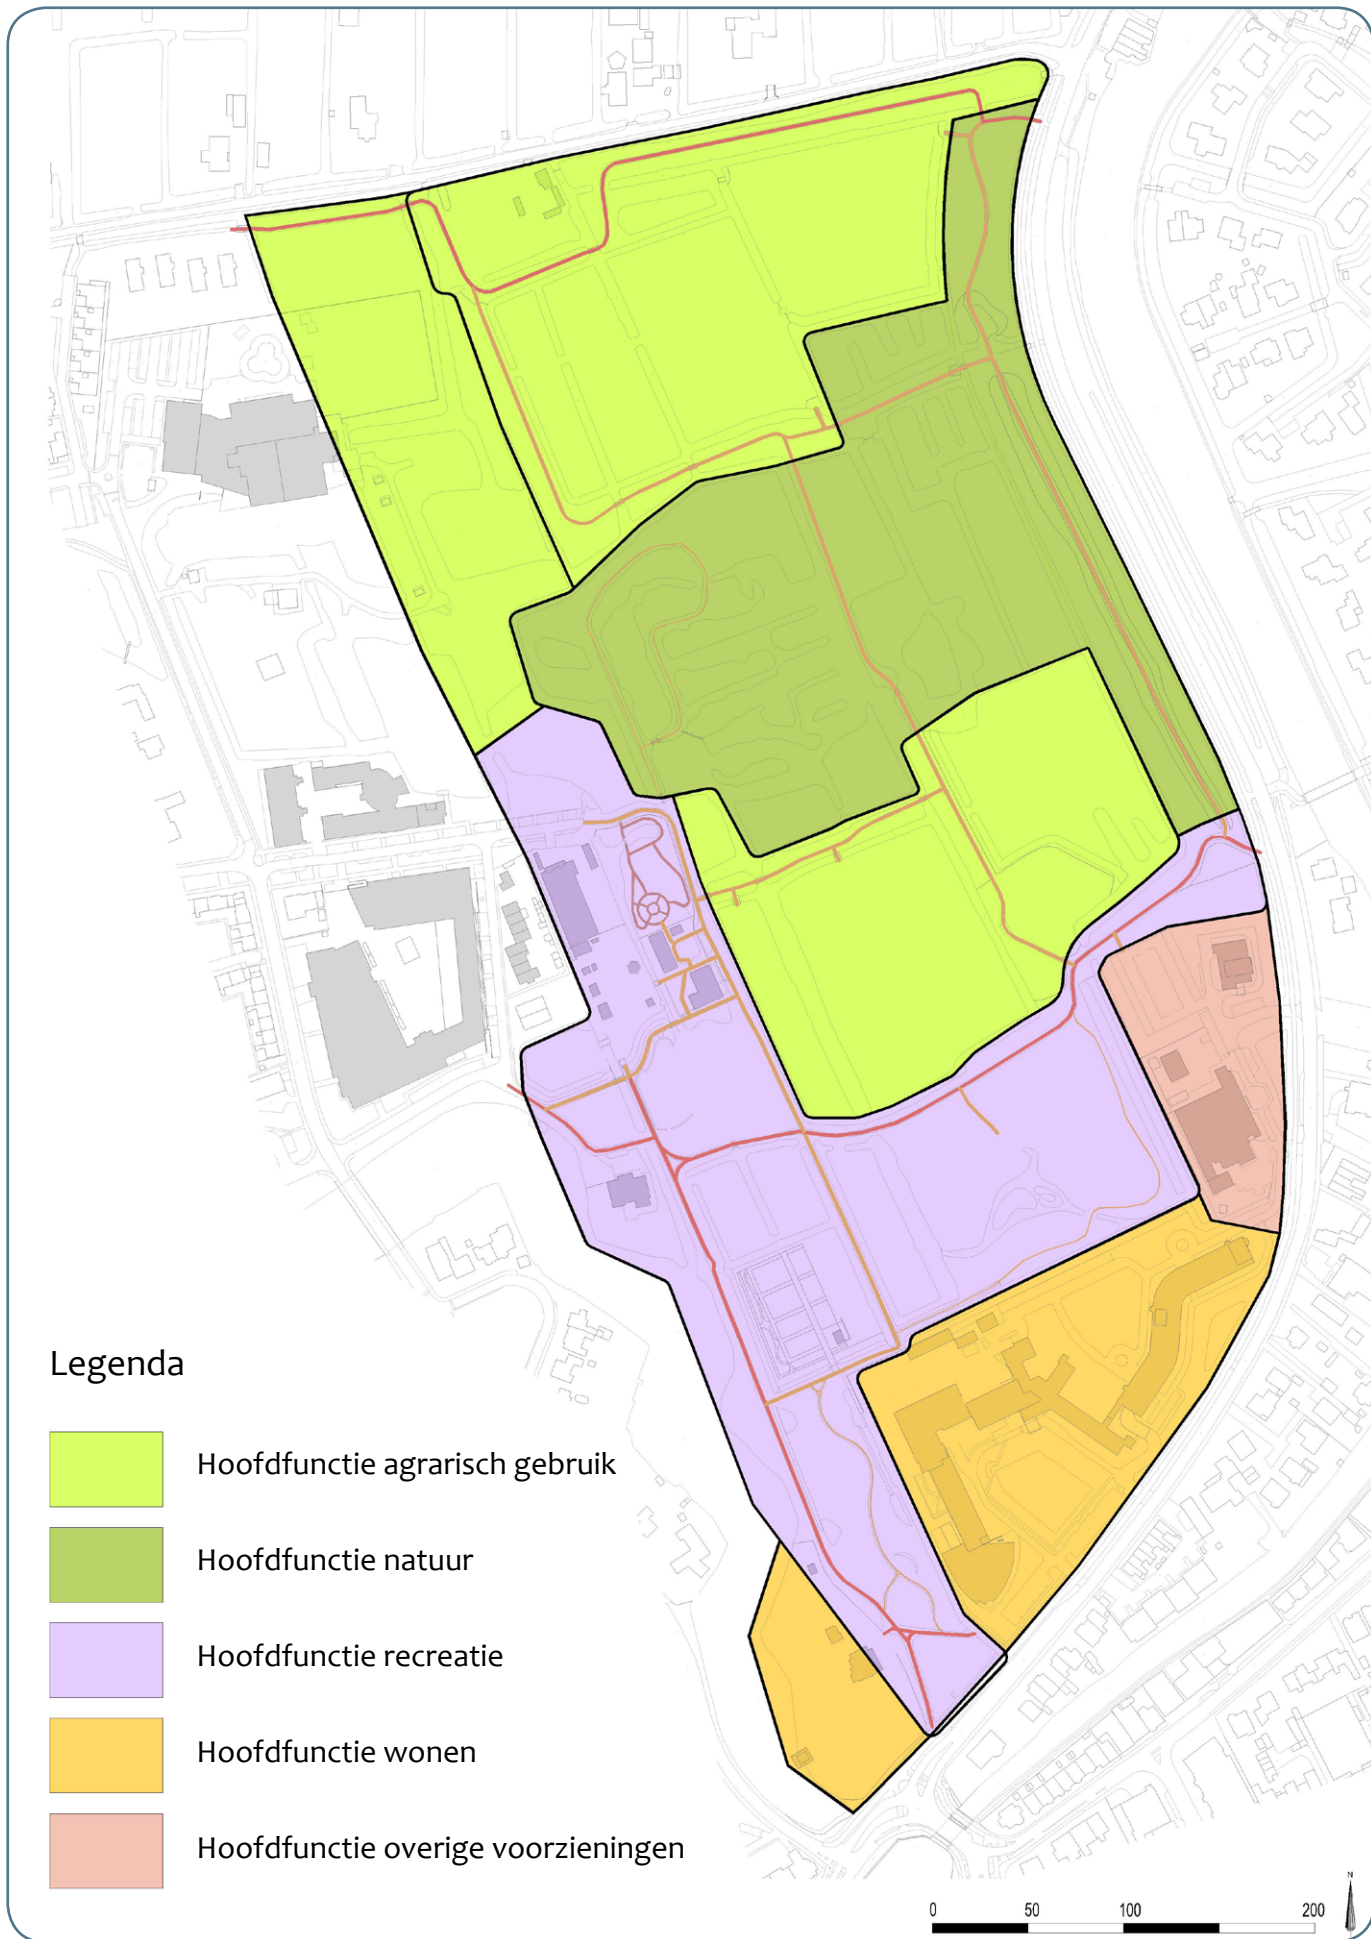 Legenda
Hoofdfunctie agrarisch gebruik
Hoofdfunctie natuur
Hoofdfunctie recreatie
Hoofdfunctie wonen
Hoofdfunctie overige voorzieningen
0 50 100 200
N